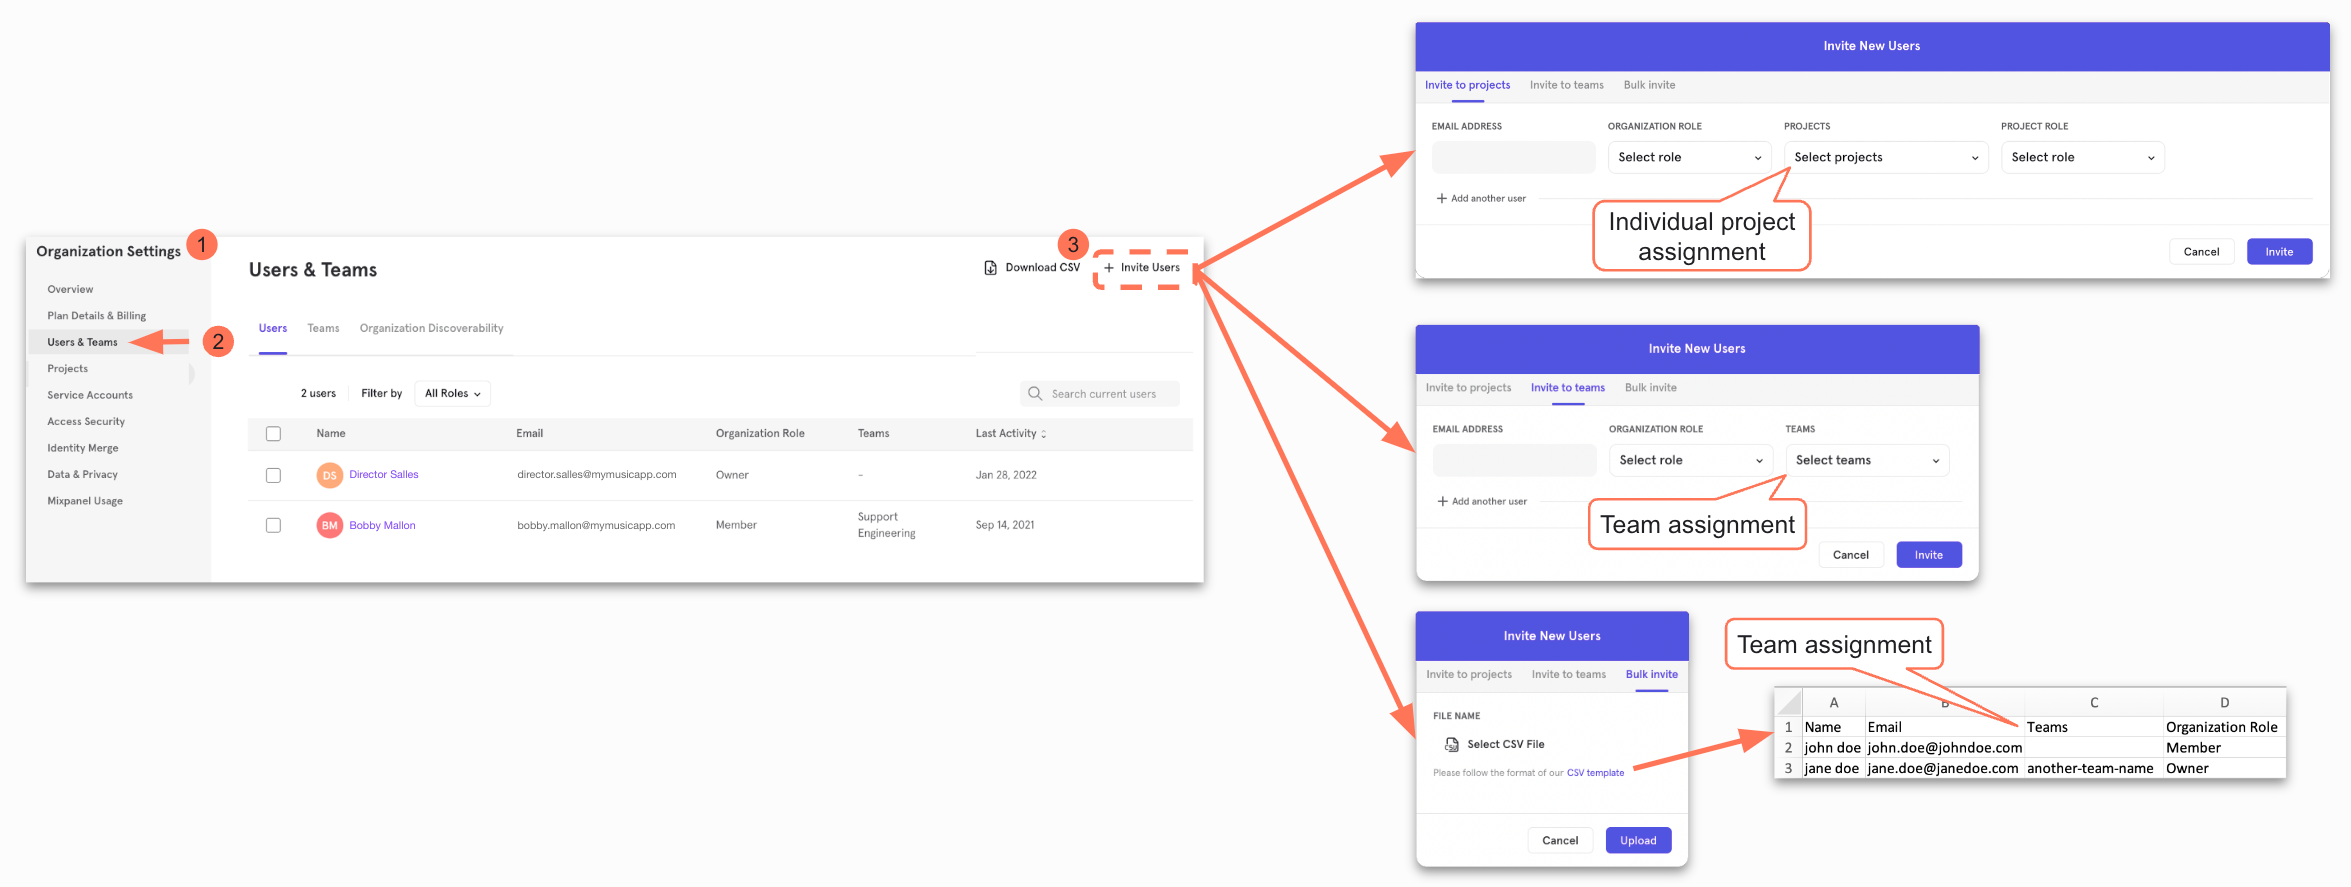 Organization Settings
1
Overview
Plan Details & Billing
Users & Teams
2
Projects
Service Accounts
Access Security
Identity Merge
Data & Privacy
Mixpanel Usage
Users & Teams
Download CSV
3
+ Invite Users
Users Teams Organization Discoverability
2 users Filter by All Roles
Search current users
Name Email Organization Role Teams Last Activity
DS Director Salles director.salles@mymusicapp.com Owner - Jan 28, 2022
BM Bobby Mallon bobby.mallon@mymusicapp.com Member Support Engineering Sep 14, 2021
Invite New Users
Invite to projects Invite to teams Bulk invite
EMAIL ADDRESS ORGANIZATION ROLE PROJECTS PROJECT ROLE
Select role Select projects Select role
+ Add another user
Individual project
assignment
Cancel Invite
Invite New Users
Invite to projects Invite to teams Bulk invite
EMAIL ADDRESS ORGANIZATION ROLE TEAMS
Select role Select teams
+ Add another user
Team assignment
Cancel Invite
Invite New Users
Invite to projects Invite to teams Bulk invite
FILE NAME
CSV Select CSV File
Please follow the format of our CSV template
Cancel Upload
Team assignment
A B C D
1 Name Email Teams Organization Role
2 john doe john.doe@johndoe.com Member
3 jane doe jane.doe@janedoe.com another-team-name Owner